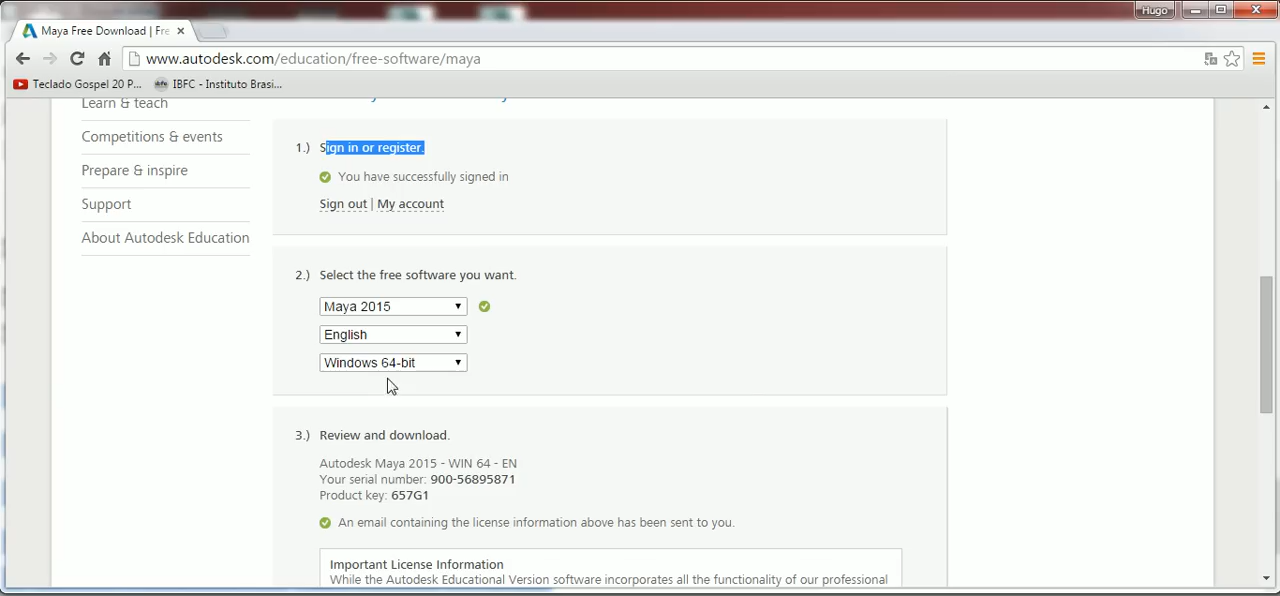 Hugo
Maya Free Download | Fre
www.autodesk.com/education/free-software/maya
Teclado Gospel 20 P... IBFC - Instituto Brasi...
Learn & teach
Competitions & events
Prepare & inspire
Support
About Autodesk Education
1.) Sign in or register.
You have successfully signed in
Sign out | My account
2.) Select the free software you want.
Maya 2015
English
Windows 64-bit
3.) Review and download.
Autodesk Maya 2015 - WIN 64 - EN
Your serial number: 900-56895871
Product key: 657G1
An email containing the license information above has been sent to you.
Important License Information
While the Autodesk Educational Version software incorporates all the functionality of our professional